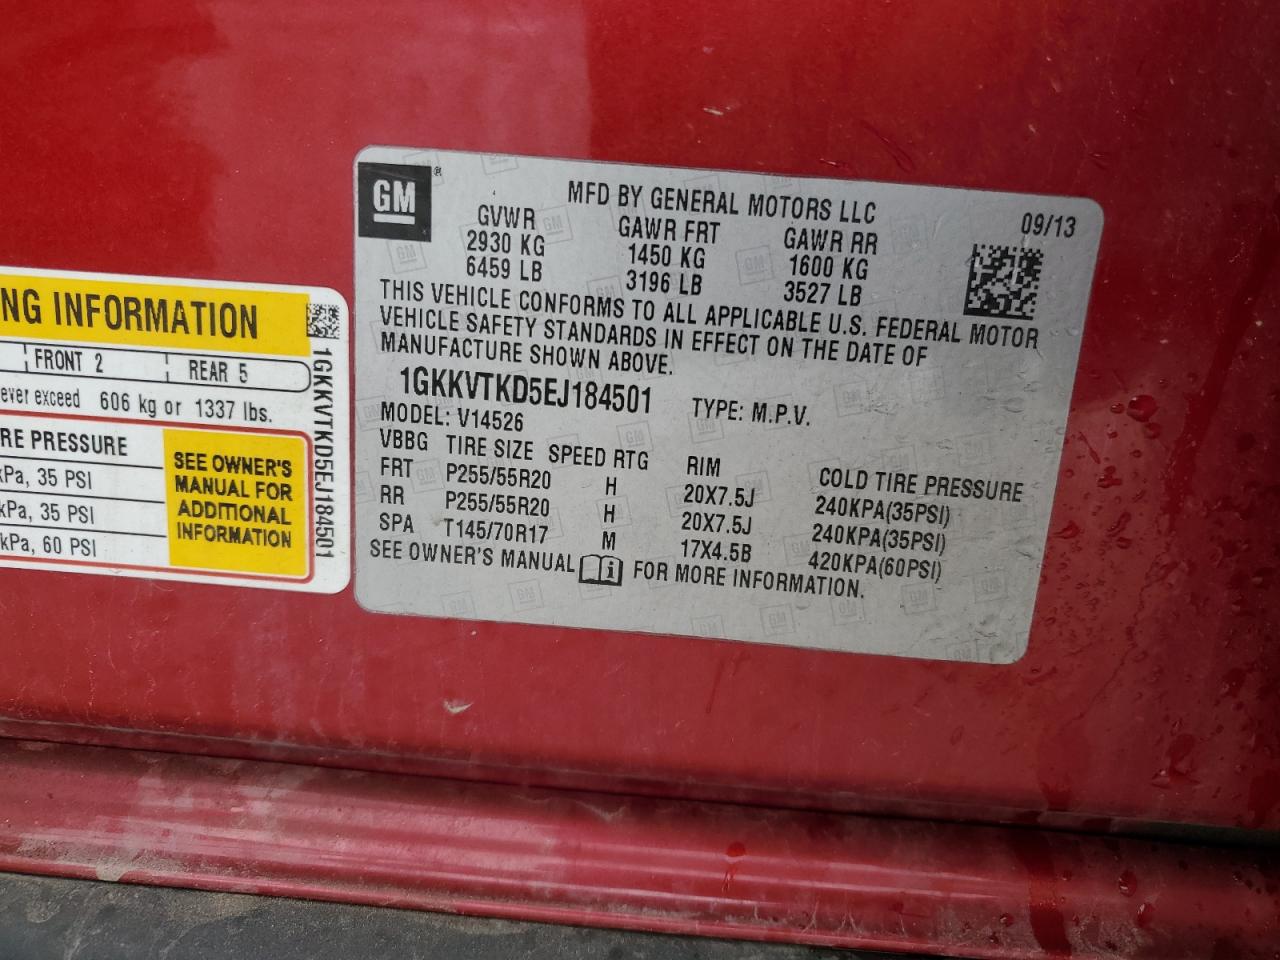 NG INFORMATION
FRONT 2 REAR 5
ever exceed 606 kg or 1337 lbs.
RE PRESSURE
kPa, 35 PSI
kPa, 35 PSI
kPa, 60 PSI
SEE OWNER'S
MANUAL FOR
ADDITIONAL
INFORMATION
1GKKVTKD5EJ184501
GM ®
MFD BY GENERAL MOTORS LLC 09/13
GVWR GAWR FRT GAWR RR
2930 KG 1450 KG 1600 KG
6459 LB 3196 LB 3527 LB
THIS VEHICLE CONFORMS TO ALL APPLICABLE U.S. FEDERAL MOTOR
VEHICLE SAFETY STANDARDS IN EFFECT ON THE DATE OF
MANUFACTURE SHOWN ABOVE.
1GKKVTKD5EJ184501 TYPE: M.P.V.
MODEL: V14526
VBBG TIRE SIZE SPEED RTG RIM COLD TIRE PRESSURE
FRT P255/55R20 H 20X7.5J 240KPA(35PSI)
RR P255/55R20 H 20X7.5J 240KPA(35PSI)
SPA T145/70R17 M 17X4.5B 420KPA(60PSI)
SEE OWNER'S MANUAL i FOR MORE INFORMATION.